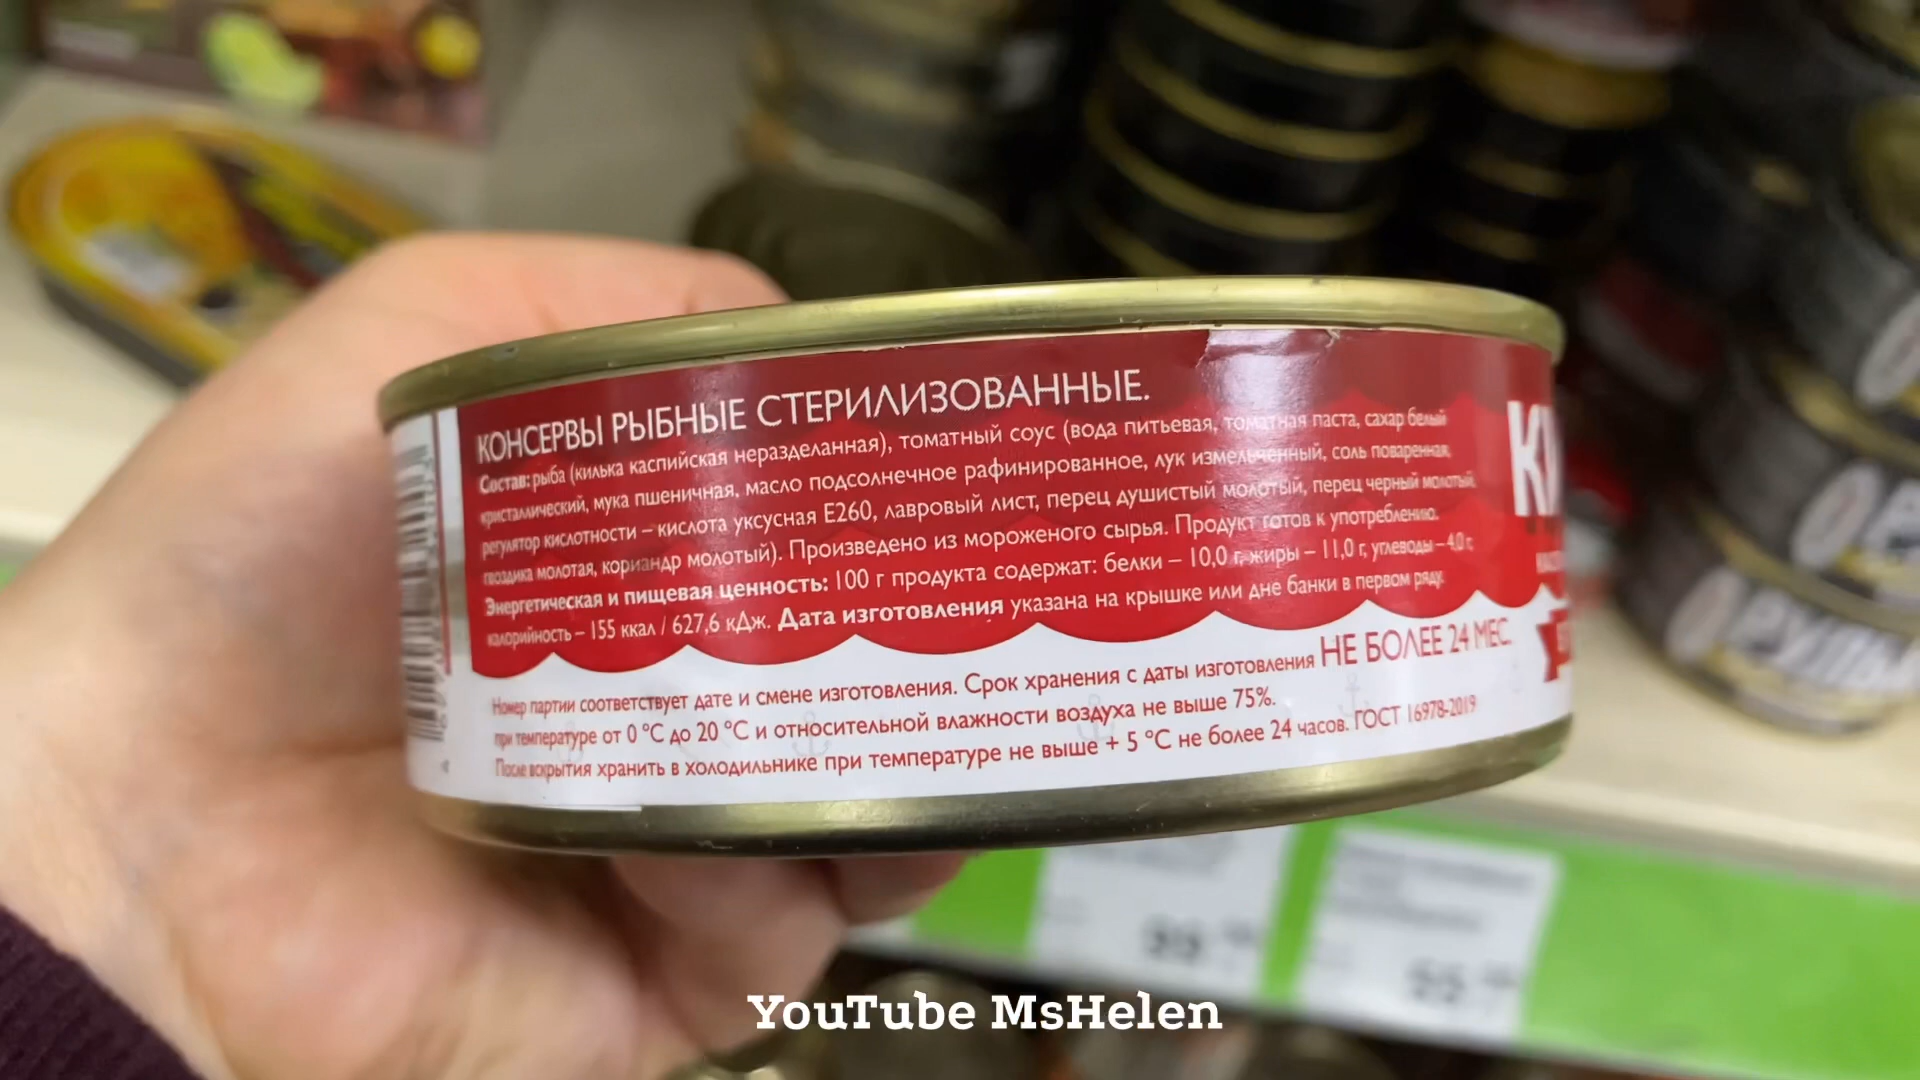 КОНСЕРВЫ РЫБНЫЕ СТЕРИЛИЗОВАННЫЕ.
Состав: рыба (килька каспийская неразделанная), томатный соус (вода питьевая, томатная паста, сахар белый
кристаллический, мука пшеничная, масло подсолнечное рафинированное, лук измельченный, соль поваренная,
регулятор кислотности – кислота уксусная Е260, лавровый лист, перец душистый молотый, перец черный молотый,
гвоздика молотая, кориандр молотый). Произведено из мороженого сырья. Продукт готов к употреблению.
Энергетическая и пищевая ценность: 100 г продукта содержат: белки – 10,0 г, жиры – 11,0 г, углеводы – 4,0 г,
калорийность – 155 ккал / 627,6 кДж. Дата изготовления указана на крышке или дне банки в первом ряду.
Номер партии соответствует дате и смене изготовления. Срок хранения с даты изготовления НЕ БОЛЕЕ 24 МЕС.
при температуре от 0 °С до 20 °С и относительной влажности воздуха не выше 75%.
После вскрытия хранить в холодильнике при температуре не выше + 5 °С не более 24 часов. ГОСТ 16978-2019
YouTube MsHelen